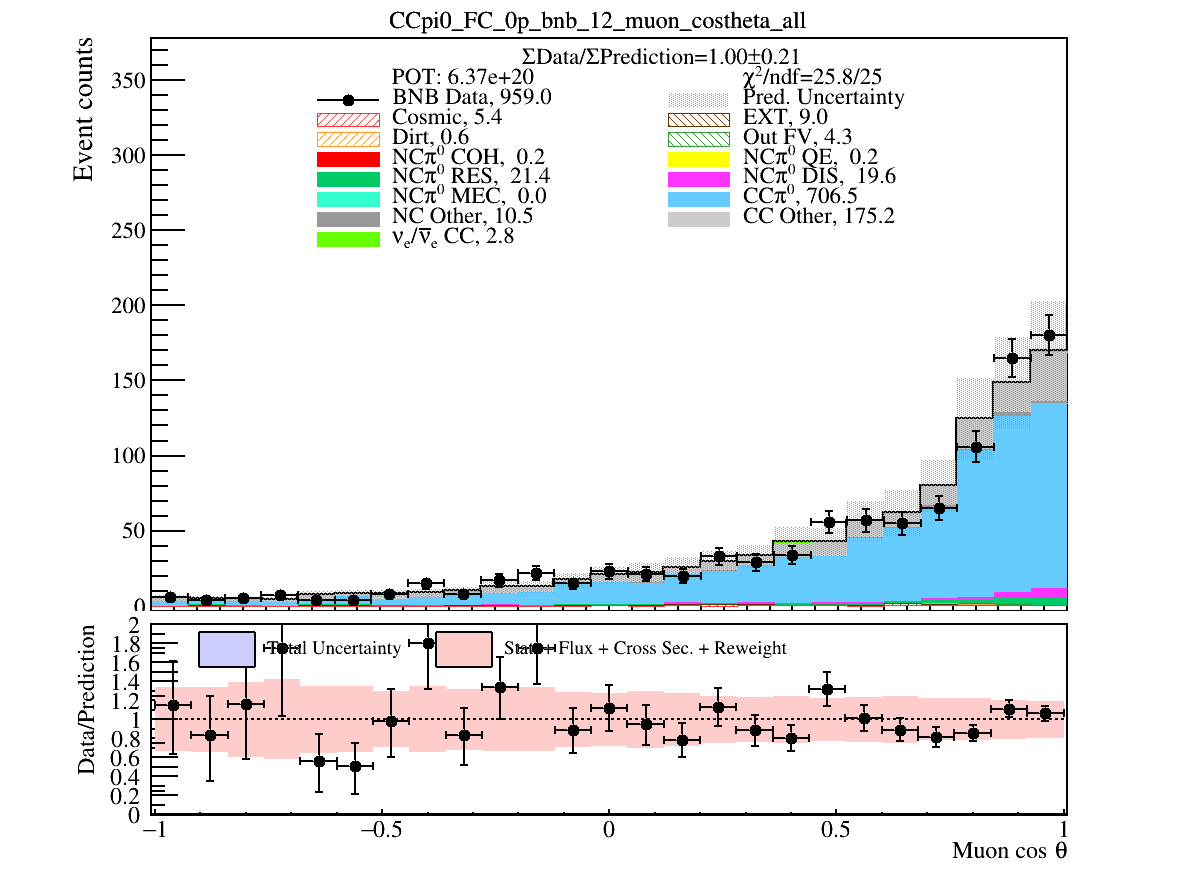 CCpi0_FC_0p_bnb_12_muon_costheta_all
ΣData/ΣPrediction=1.00±0.21
POT: 6.37e+20
χ²/ndf=25.8/25
BNB Data, 959.0
Pred. Uncertainty
Cosmic, 5.4
EXT, 9.0
Dirt, 0.6
Out FV, 4.3
NCπ⁰ COH, 0.2
NCπ⁰ QE, 0.2
NCπ⁰ RES, 21.4
NCπ⁰ DIS, 19.6
NCπ⁰ MEC, 0.0
CCπ⁰, 706.5
NC Other, 10.5
CC Other, 175.2
νₑ/ν̅ₑ CC, 2.8
Event counts
350
300
250
200
150
100
50
0
Total Uncertainty
Stat. + Flux + Cross Sec. + Reweight
Data/Prediction
2
1.8
1.6
1.4
1.2
1
0.8
0.6
0.4
0.2
0
−1 −0.5 0 0.5 1
Muon cos θ